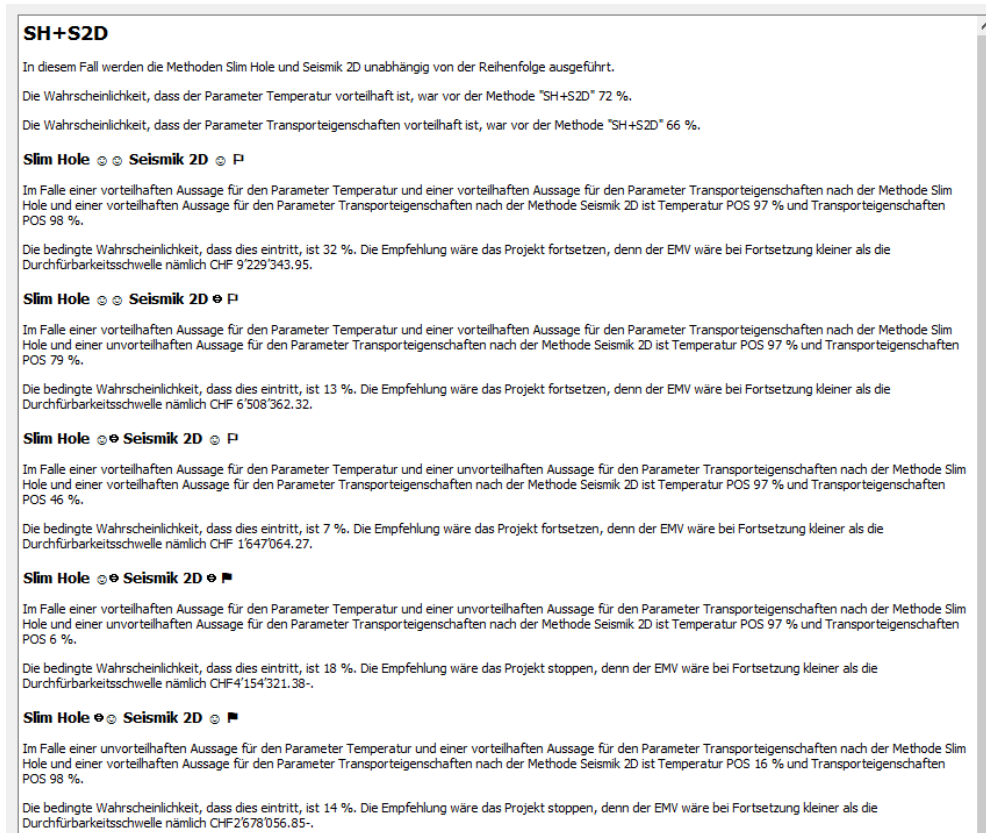 SH+S2D
In diesem Fall werden die Methoden Slim Hole und Seismik 2D unabhängig von der Reihenfolge ausgeführt.
Die Wahrscheinlichkeit, dass der Parameter Temperatur vorteilhaft ist, war vor der Methode "SH+S2D" 72 %.
Die Wahrscheinlichkeit, dass der Parameter Transporteigenschaften vorteilhaft ist, war vor der Methode "SH+S2D" 66 %.
Slim Hole ☺ ☺ Seismik 2D ☺ ⚐
Im Falle einer vorteilhaften Aussage für den Parameter Temperatur und einer vorteilhaften Aussage für den Parameter Transporteigenschaften nach der Methode Slim
Hole und einer vorteilhaften Aussage für den Parameter Transporteigenschaften nach der Methode Seismik 2D ist Temperatur POS 97 % und Transporteigenschaften
POS 98 %.
Die bedingte Wahrscheinlichkeit, dass dies eintritt, ist 32 %. Die Empfehlung wäre das Projekt fortsetzen, denn der EMV wäre bei Fortsetzung kleiner als die
Durchfürbarkeitsschwelle nämlich CHF 9'229'343.95.
Slim Hole ☺ ☺ Seismik 2D ☻ ⚐
Im Falle einer vorteilhaften Aussage für den Parameter Temperatur und einer vorteilhaften Aussage für den Parameter Transporteigenschaften nach der Methode Slim
Hole und einer unvorteilhaften Aussage für den Parameter Transporteigenschaften nach der Methode Seismik 2D ist Temperatur POS 97 % und Transporteigenschaften
POS 79 %.
Die bedingte Wahrscheinlichkeit, dass dies eintritt, ist 13 %. Die Empfehlung wäre das Projekt fortsetzen, denn der EMV wäre bei Fortsetzung kleiner als die
Durchfürbarkeitsschwelle nämlich CHF 6'508'362.32.
Slim Hole ☺☻ Seismik 2D ☺ ⚐
Im Falle einer vorteilhaften Aussage für den Parameter Temperatur und einer unvorteilhaften Aussage für den Parameter Transporteigenschaften nach der Methode Slim
Hole und einer vorteilhaften Aussage für den Parameter Transporteigenschaften nach der Methode Seismik 2D ist Temperatur POS 97 % und Transporteigenschaften
POS 46 %.
Die bedingte Wahrscheinlichkeit, dass dies eintritt, ist 7 %. Die Empfehlung wäre das Projekt fortsetzen, denn der EMV wäre bei Fortsetzung kleiner als die
Durchfürbarkeitsschwelle nämlich CHF 1'647'064.27.
Slim Hole ☺☻ Seismik 2D ☻ ⚑
Im Falle einer vorteilhaften Aussage für den Parameter Temperatur und einer unvorteilhaften Aussage für den Parameter Transporteigenschaften nach der Methode Slim
Hole und einer unvorteilhaften Aussage für den Parameter Transporteigenschaften nach der Methode Seismik 2D ist Temperatur POS 97 % und Transporteigenschaften
POS 6 %.
Die bedingte Wahrscheinlichkeit, dass dies eintritt, ist 18 %. Die Empfehlung wäre das Projekt stoppen, denn der EMV wäre bei Fortsetzung kleiner als die
Durchfürbarkeitsschwelle nämlich CHF4'154'321.38-.
Slim Hole ☻☺ Seismik 2D ☺ ⚑
Im Falle einer unvorteilhaften Aussage für den Parameter Temperatur und einer vorteilhaften Aussage für den Parameter Transporteigenschaften nach der Methode Slim
Hole und einer vorteilhaften Aussage für den Parameter Transporteigenschaften nach der Methode Seismik 2D ist Temperatur POS 16 % und Transporteigenschaften
POS 98 %.
Die bedingte Wahrscheinlichkeit, dass dies eintritt, ist 14 %. Die Empfehlung wäre das Projekt stoppen, denn der EMV wäre bei Fortsetzung kleiner als die
Durchfürbarkeitsschwelle nämlich CHF2'678'056.85-.